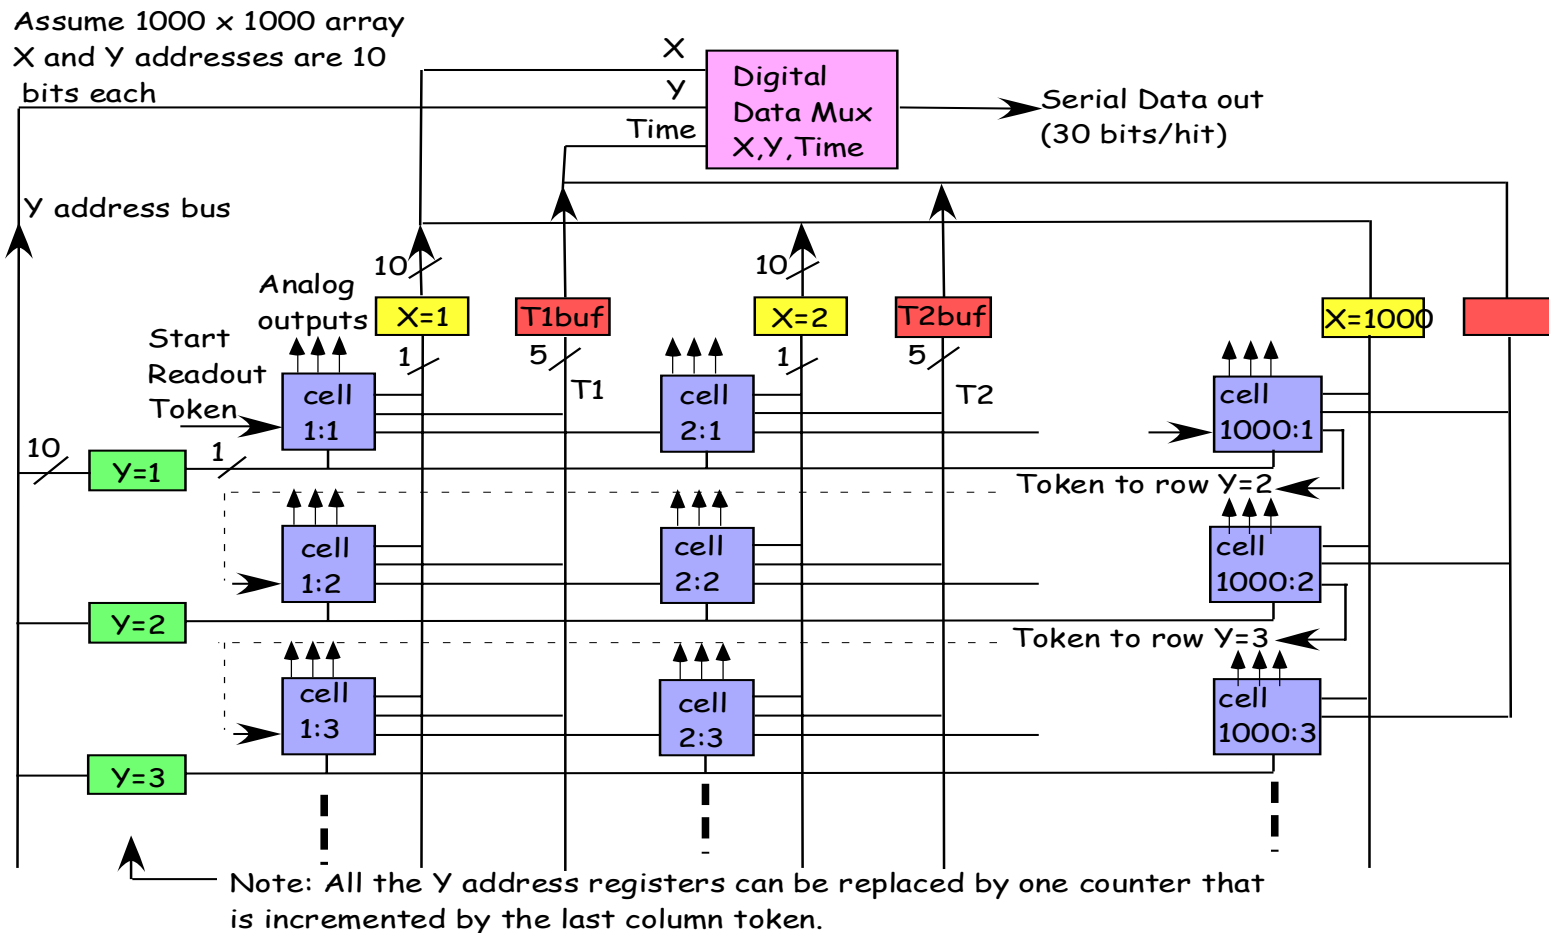 Assume 1000 x 1000 array
X and Y addresses are 10
bits each
X
Y
Time
Digital
Data Mux
X,Y,Time
Serial Data out
(30 bits/hit)
Y address bus
10
10
Analog
outputs
X=1
T1buf
X=2
T2buf
X=1000
Start
Readout
Token
1
5
T1
1
5
T2
cell
1:1
cell
2:1
cell
1000:1
10
Y=1
1
Token to row Y=2
cell
1:2
cell
2:2
cell
1000:2
Y=2
Token to row Y=3
cell
1:3
cell
2:3
cell
1000:3
Y=3
Note: All the Y address registers can be replaced by one counter that
is incremented by the last column token.